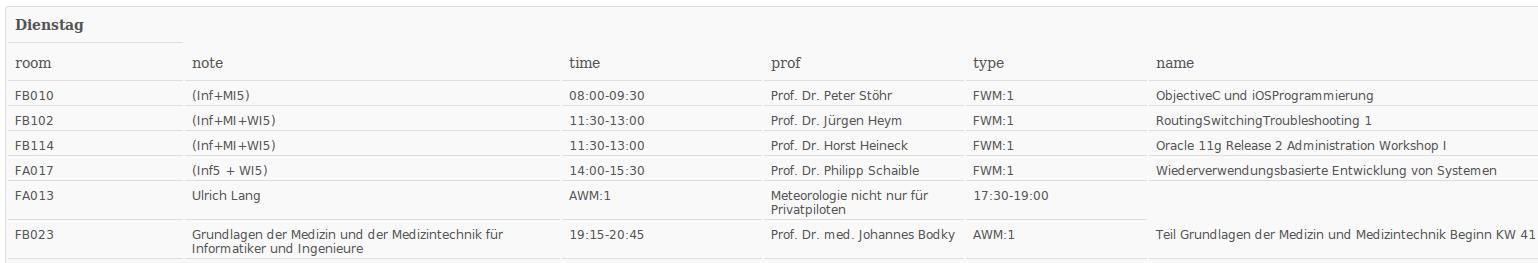 Dienstag
room note time prof type name
FB010 (Inf+MI5) 08:00-09:30 Prof. Dr. Peter Stöhr FWM:1 ObjectiveC und iOSProgrammierung
FB102 (Inf+MI+WI5) 11:30-13:00 Prof. Dr. Jürgen Heym FWM:1 RoutingSwitchingTroubleshooting 1
FB114 (Inf+MI+WI5) 11:30-13:00 Prof. Dr. Horst Heineck FWM:1 Oracle 11g Release 2 Administration Workshop I
FA017 (Inf5 + WI5) 14:00-15:30 Prof. Dr. Philipp Schaible FWM:1 Wiederverwendungsbasierte Entwicklung von Systemen
FA013 Ulrich Lang AWM:1 Meteorologie nicht nur für 17:30-19:00
Privatpiloten
FB023 Grundlagen der Medizin und der Medizintechnik für 19:15-20:45 Prof. Dr. med. Johannes Bodky AWM:1 Teil Grundlagen der Medizin und Medizintechnik Beginn KW 41
Informatiker und Ingenieure